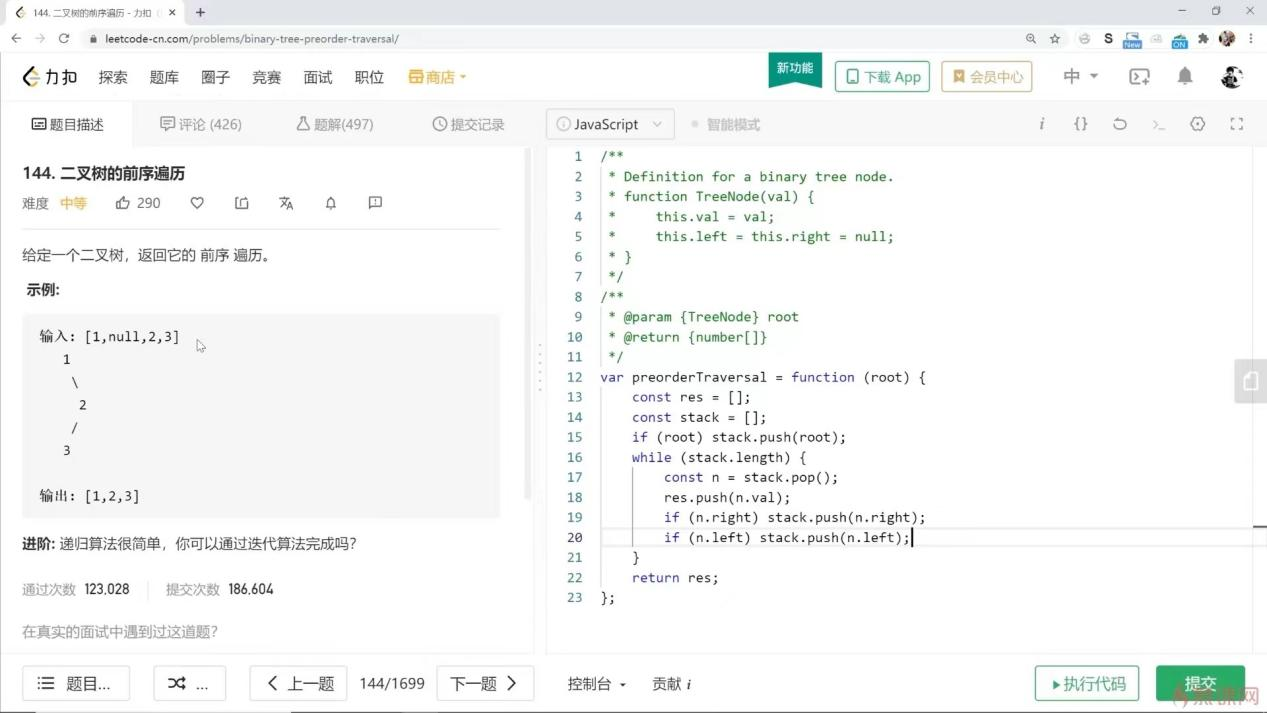 144. 二叉树的前序遍历 - 力扣 (
leetcode-cn.com/problems/binary-tree-preorder-traversal/
S
New
ON
力扣 探索 题库 圈子 竞赛 面试 职位 商店 新功能 下载 App 会员中心 中
题目描述 评论 (426) 题解(497) 提交记录
JavaScript 智能模式
144. 二叉树的前序遍历
难度 中等 290
给定一个二叉树，返回它的 前序 遍历。
示例:
输入: [1,null,2,3]
1
\
2
/
3
输出: [1,2,3]
进阶: 递归算法很简单，你可以通过迭代算法完成吗？
通过次数 123,028 提交次数 186,604
在真实的面试中遇到过这道题？
1 /**
2 * Definition for a binary tree node.
3 * function TreeNode(val) {
4 *     this.val = val;
5 *     this.left = this.right = null;
6 * }
7 */
8 /**
9 * @param {TreeNode} root
10 * @return {number[]}
11 */
12 var preorderTraversal = function (root) {
13     const res = [];
14     const stack = [];
15     if (root) stack.push(root);
16     while (stack.length) {
17         const n = stack.pop();
18         res.push(n.val);
19         if (n.right) stack.push(n.right);
20         if (n.left) stack.push(n.left);
21     }
22     return res;
23 };
题目... ... 上一题 144/1699 下一题 控制台 贡献 i 执行代码 提交
慕课网